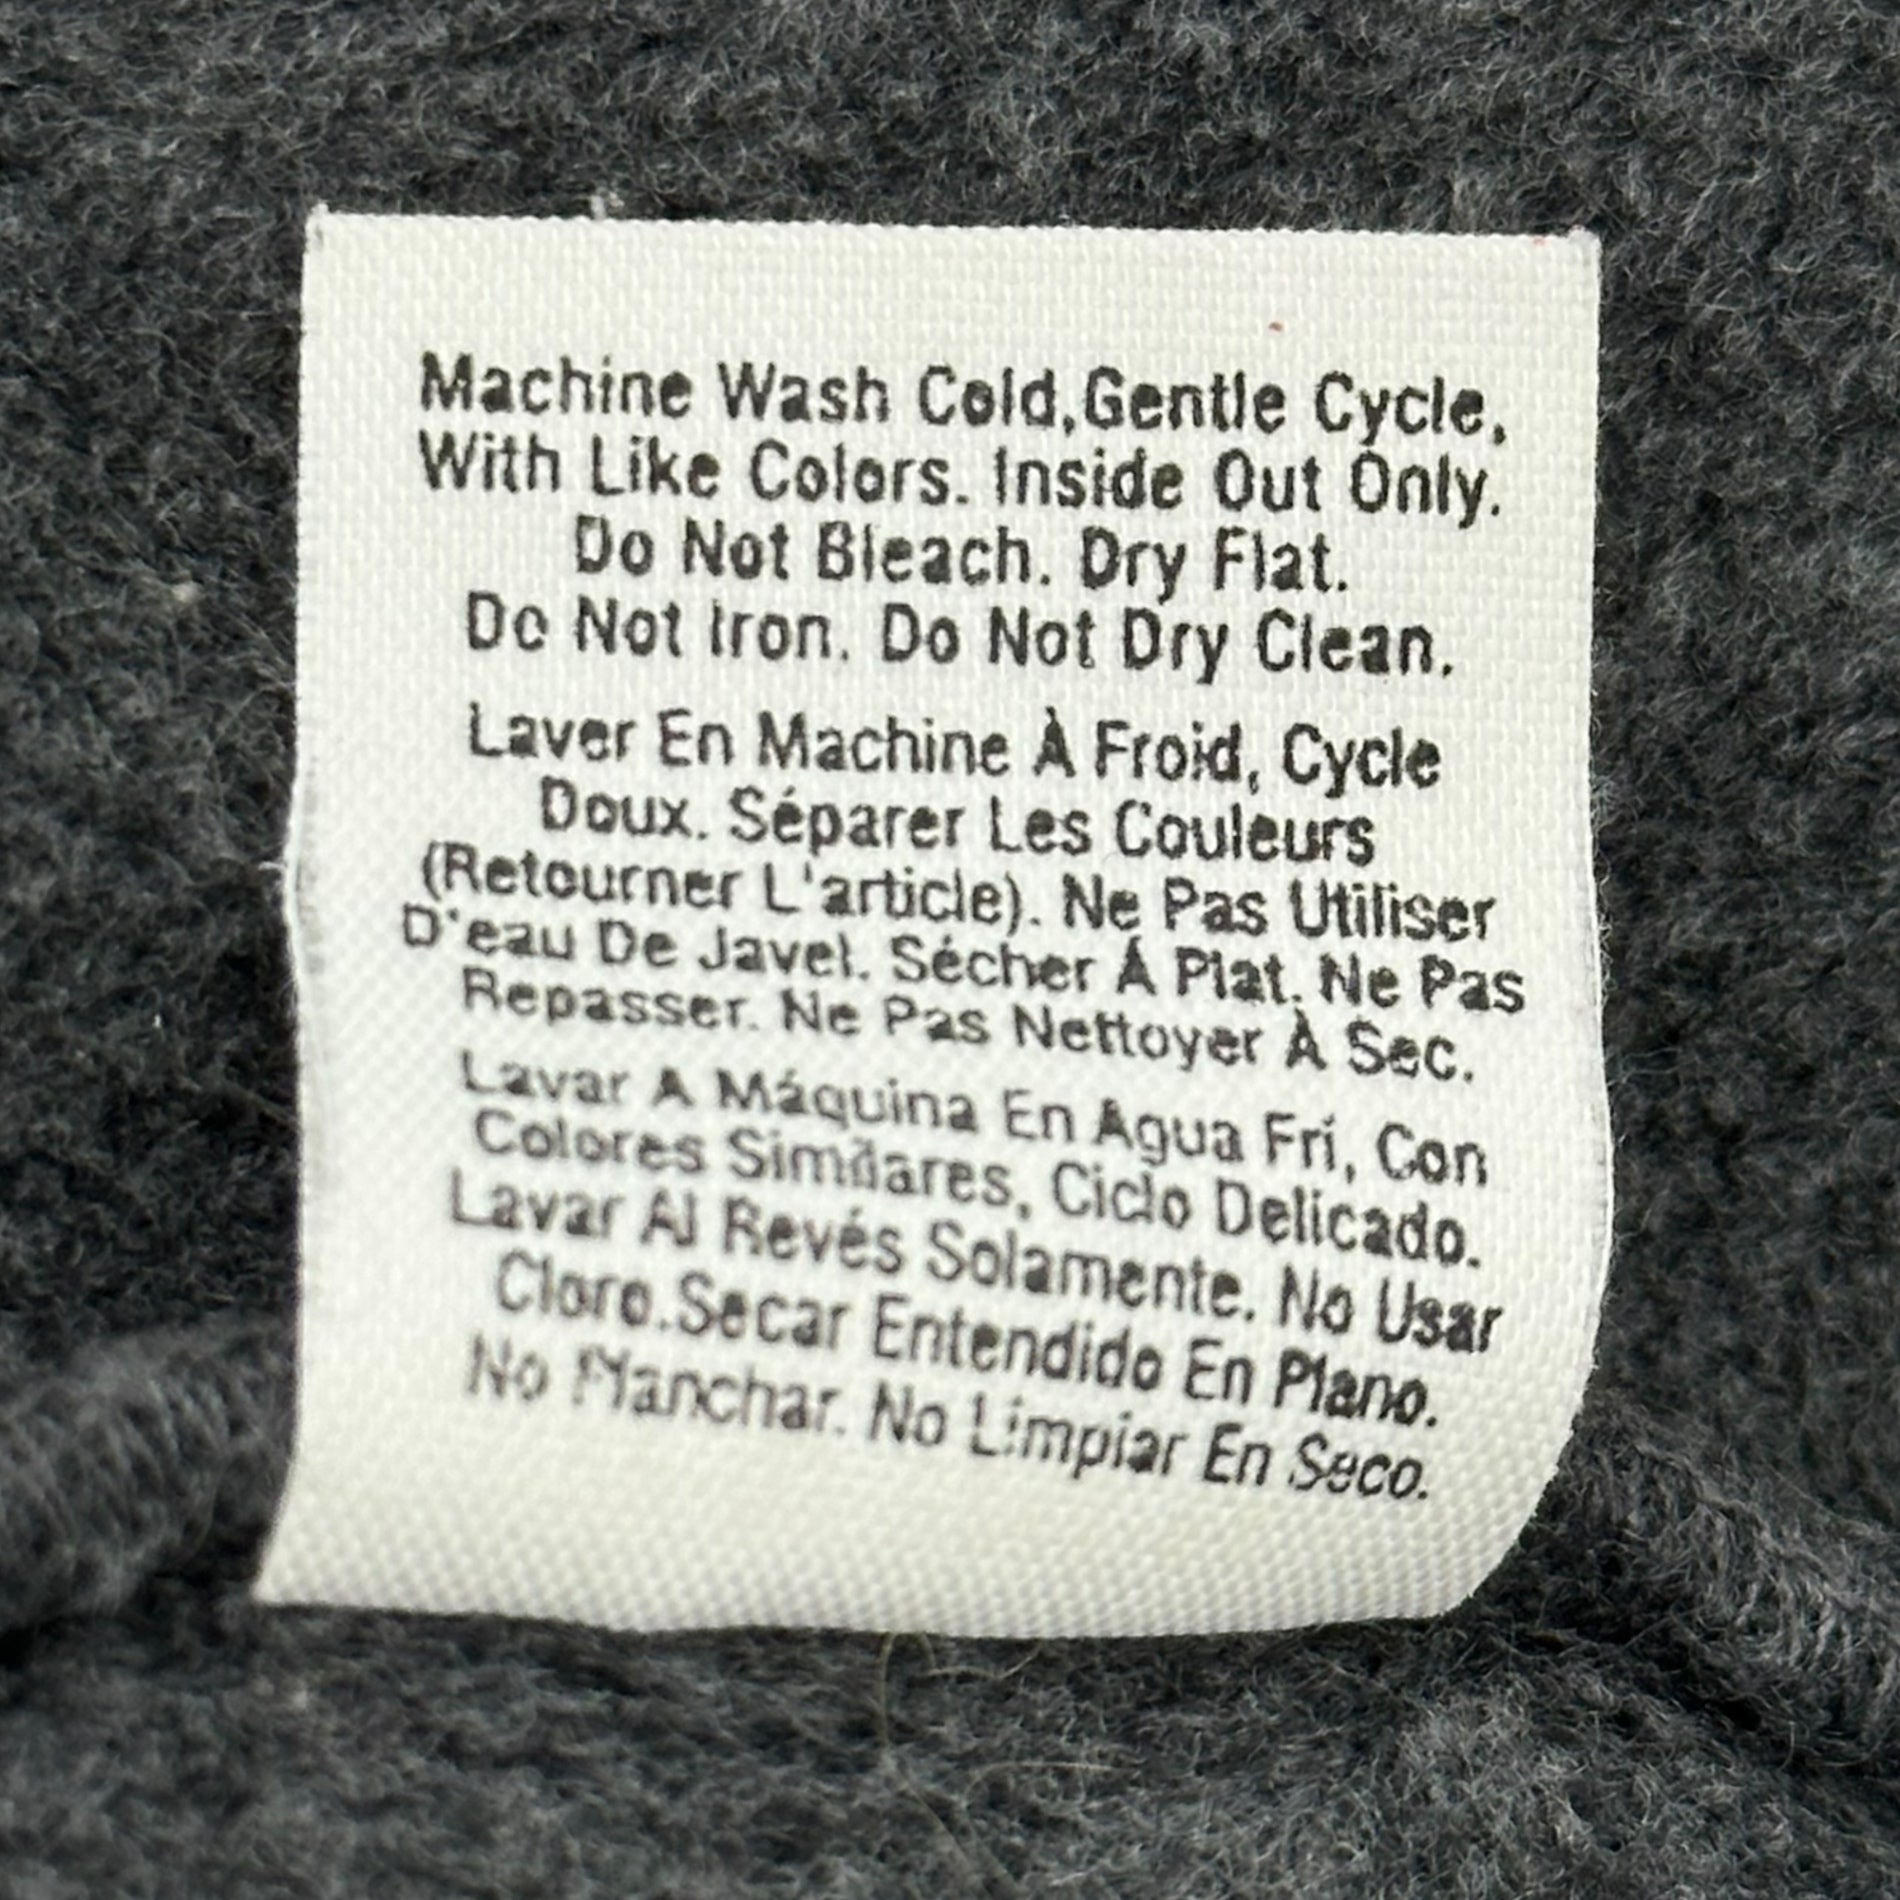 Machine Wash Cold,Gentle Cycle,
With Like Colors. Inside Out Only.
Do Not Bleach. Dry Flat.
Do Not Iron. Do Not Dry Clean.
Laver En Machine À Froid, Cycle
Doux. Séparer Les Couleurs
(Retourner L'article). Ne Pas Utiliser
D'eau De Javel. Sécher À Plat. Ne Pas
Repasser. Ne Pas Nettoyer À Sec.
Lavar A Máquina En Agua Frí, Con
Colores Similares, Ciclo Delicado.
Lavar Al Revés Solamente. No Usar
Cloro.Secar Entendido En Plano.
No Planchar. No Limpiar En Seco.